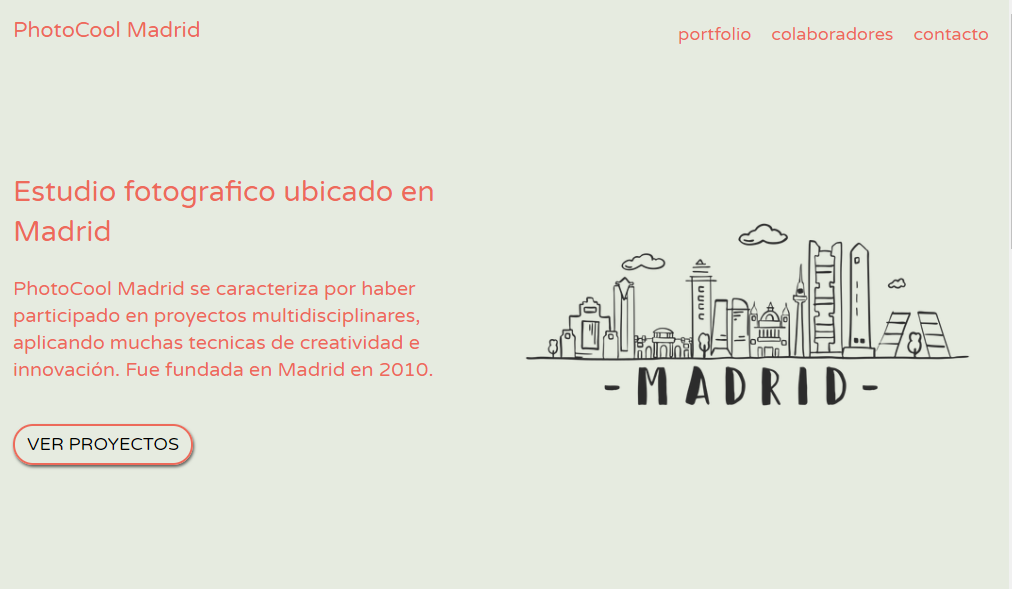 PhotoCool Madrid
portfolio colaboradores contacto
Estudio fotografico ubicado en
Madrid
PhotoCool Madrid se caracteriza por haber
participado en proyectos multidisciplinares,
aplicando muchas tecnicas de creatividad e
innovación. Fue fundada en Madrid en 2010.
VER PROYECTOS
-MADRID-